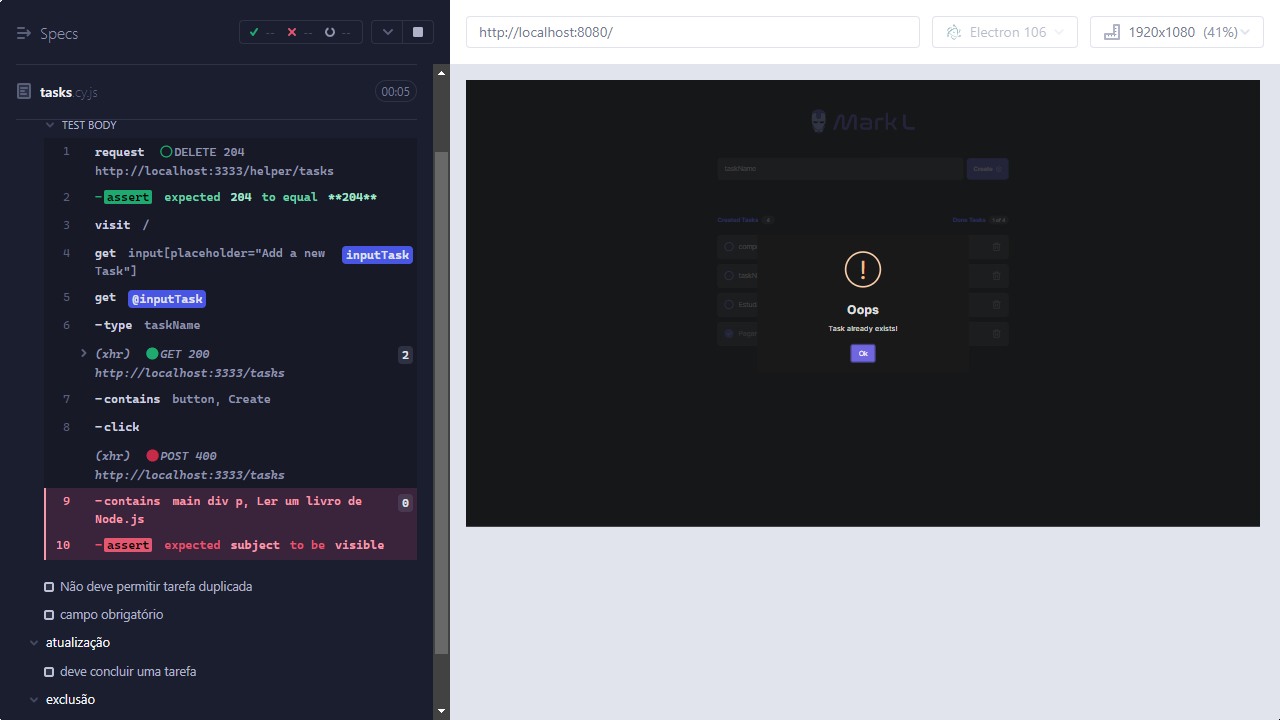 Specs
-- -- --
tasks.cy.js
00:05
TEST BODY
1 request DELETE 204
http://localhost:3333/helper/tasks
2 -assert expected 204 to equal **204**
3 visit /
4 get input[placeholder="Add a new
Task"]
inputTask
5 get @inputTask
6 -type taskName
(xhr) GET 200
http://localhost:3333/tasks
2
7 -contains button, Create
8 -click
(xhr) POST 400
http://localhost:3333/tasks
9 -contains main div p, Ler um livro de
Node.js
0
10 -assert expected subject to be visible
Não deve permitir tarefa duplicada
campo obrigatório
atualização
deve concluir uma tarefa
exclusão
http://localhost:8080/
Electron 106
1920x1080 (41%)
Mark L
taskName
Create
Created Tasks 4
Done Tasks 1 of 4
Oops
Task already exists!
Ok